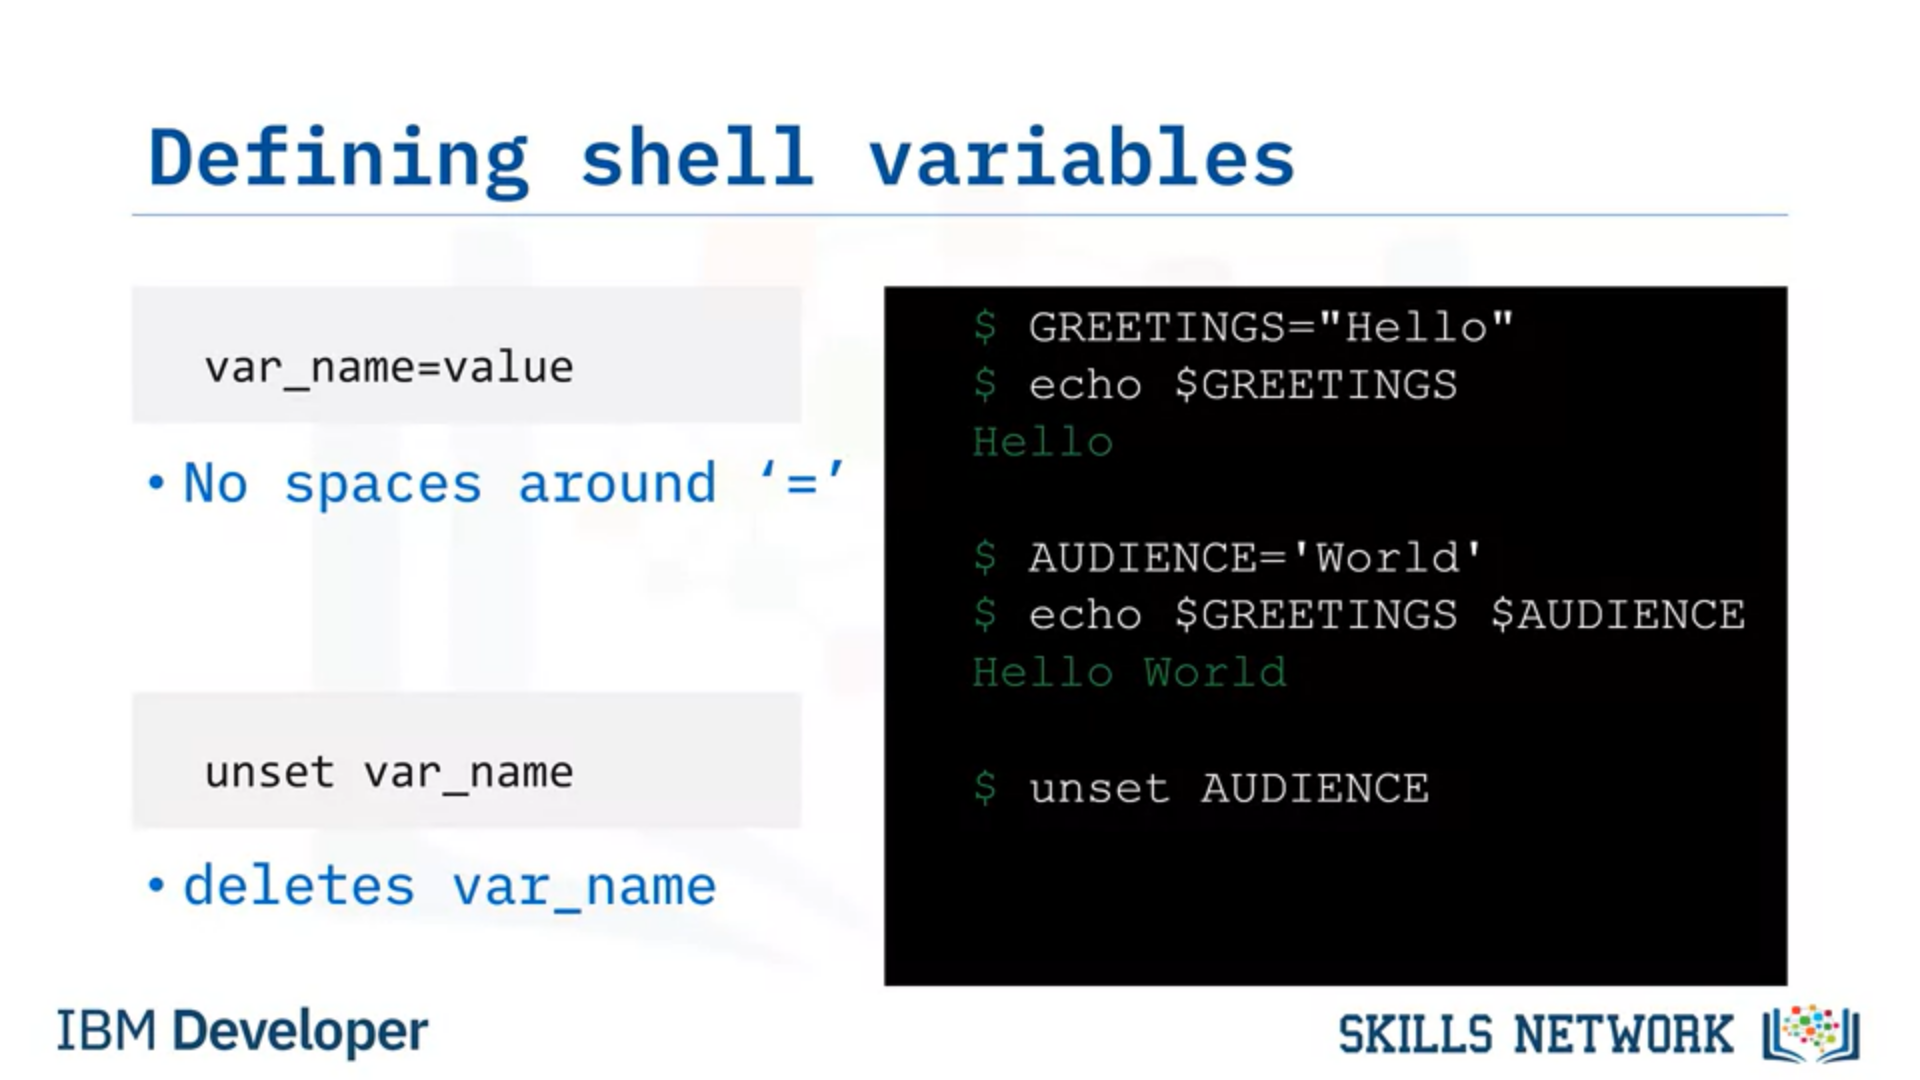 Defining shell variables
var_name=value
• No spaces around ‘=’
unset var_name
• deletes var_name
$ GREETINGS="Hello"
$ echo $GREETINGS
Hello
$ AUDIENCE='World'
$ echo $GREETINGS $AUDIENCE
Hello World
$ unset AUDIENCE
IBM Developer
SKILLS NETWORK